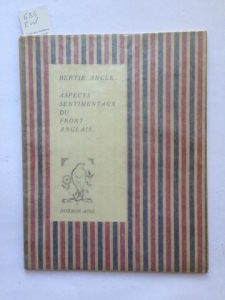 BERTIE ANGLE.
ASPECTS
SENTIMENTAUX
DU
FRONT
ANGLAIS.
DORBON-AINÉ